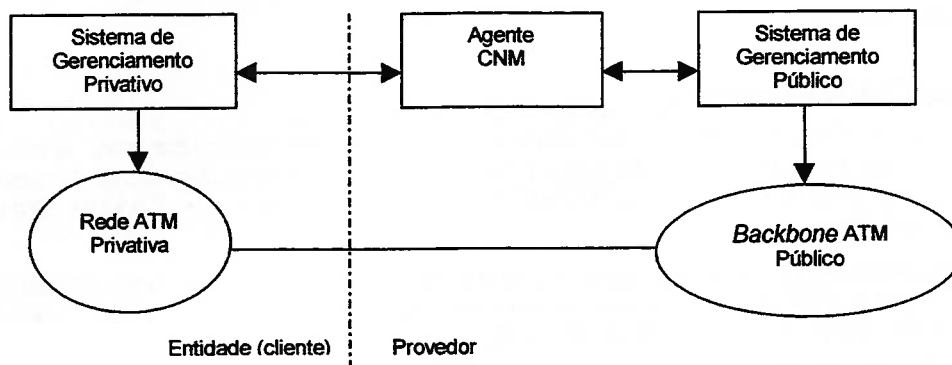 Sistema de
Gerenciamento
Privativo
Agente
CNM
Sistema de
Gerenciamento
Público
Rede ATM
Privativa
Backbone ATM
Público
Entidade (cliente)
Provedor